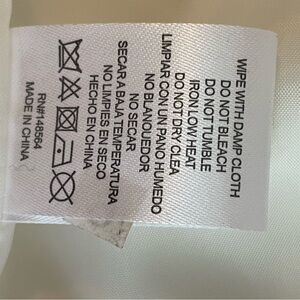 WIPE WITH DAMP CLOTH
DO NOT BLEACH
DO NOT TUMBLE
IRON LOW HEAT
DO NOT DRY CLEA
LIMPIAR CON UN PANO HUMEDO
NO BLANQUEDOR
NO SECAR
SECAR A BAJA TEMPERATURA
NO LIMPIES EN SECO
HECHO EN CHINA
RN#148564
MADE IN CHINA